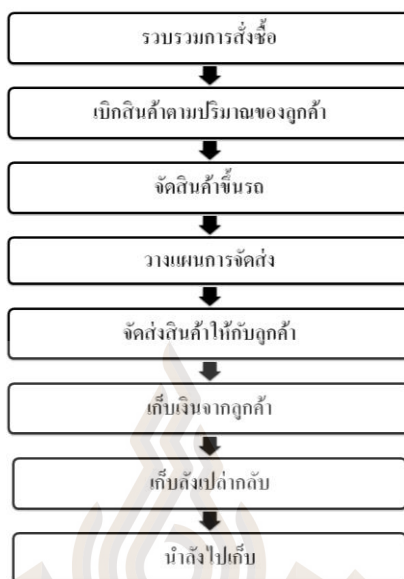 รวบรวมการสั่งซื้อ
เบิกสินค้าตามปริมาณของลูกค้า
จัดสินค้าขึ้นรถ
วางแผนการจัดส่ง
จัดส่งสินค้าให้กับลูกค้า
เก็บเงินจากลูกค้า
เก็บลังเปล่ากลับ
นำลังไปเก็บ